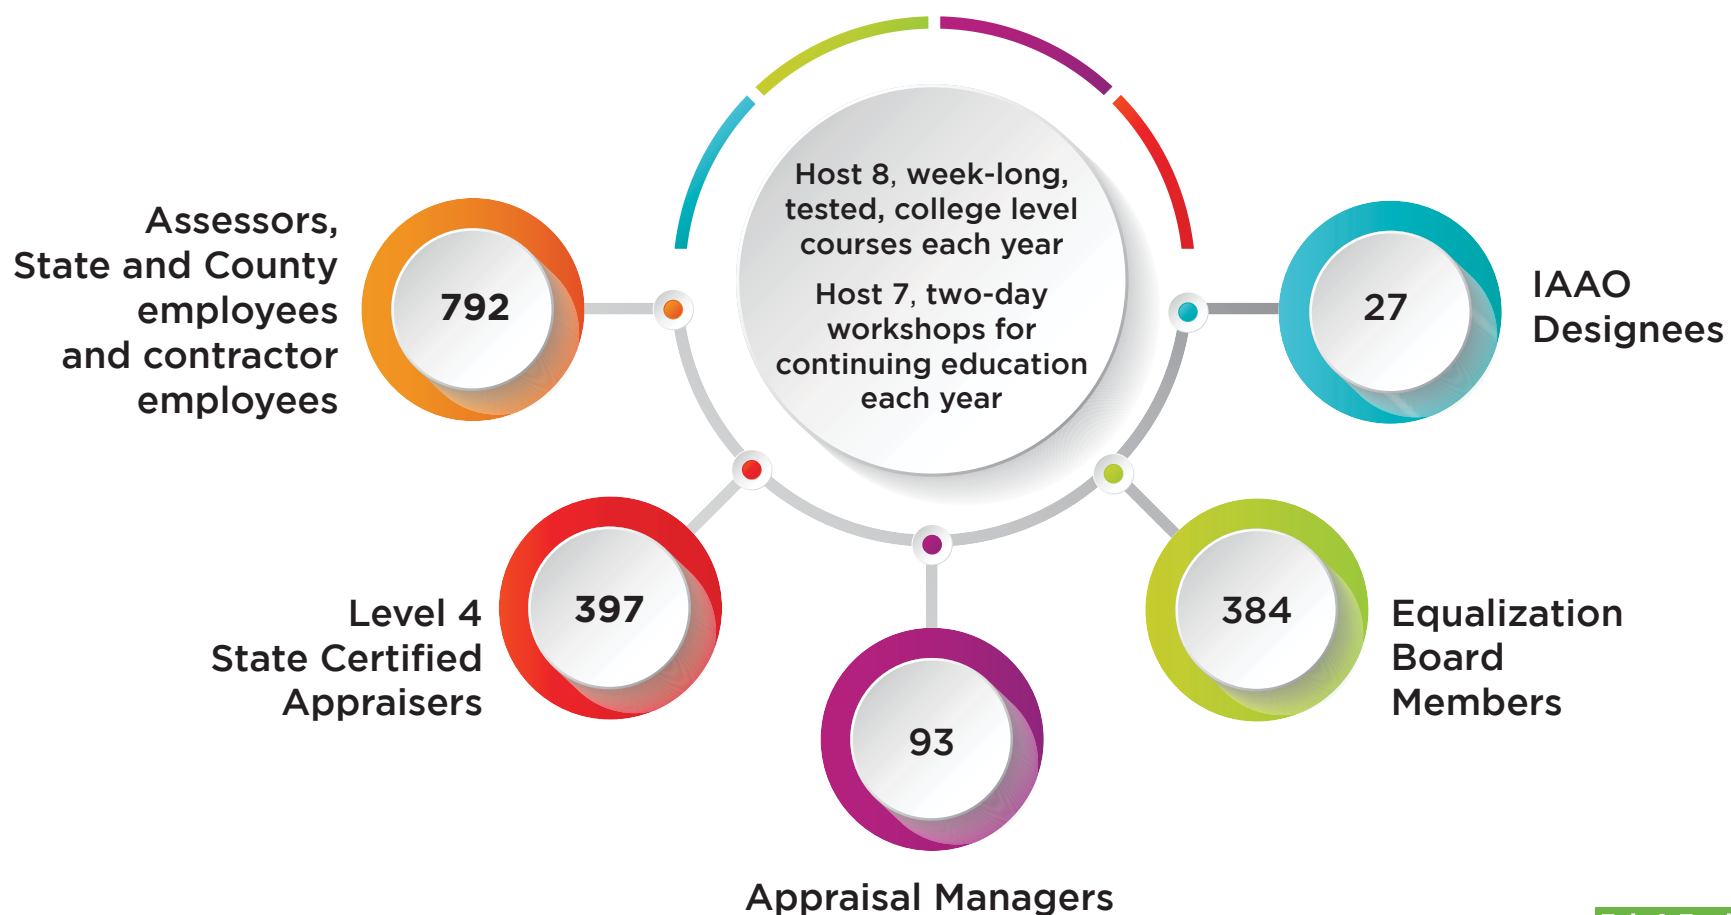 Host 8, week-long,
tested, college level
courses each year
Host 7, two-day
workshops for
continuing education
each year
Assessors,
State and County
employees
and contractor
employees
792
Level 4
State Certified
Appraisers
397
93
Appraisal Managers
384
Equalization
Board
Members
27
IAAO
Designees